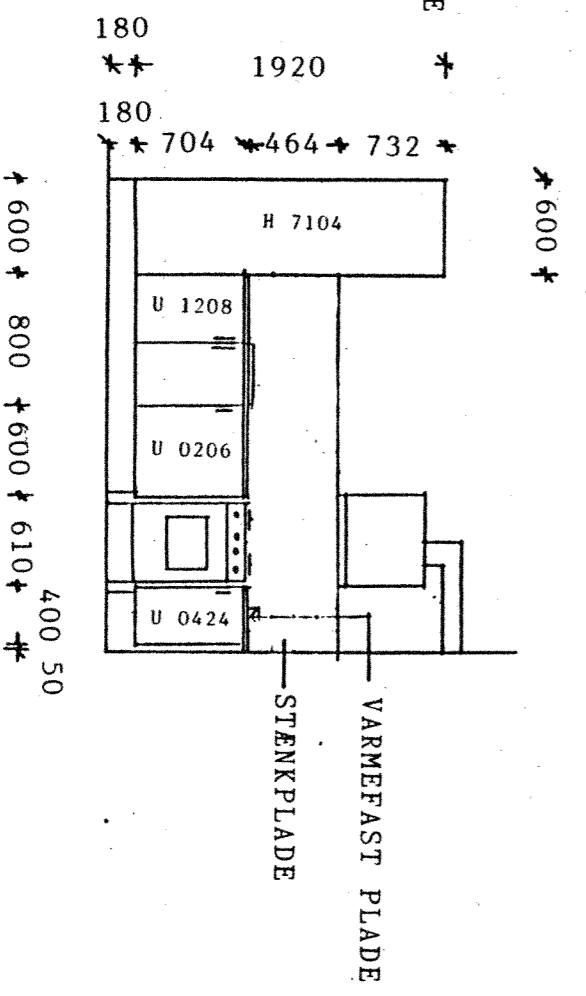 E
180
1920
180
704 464 732
600
H 7104
600
U 1208
800
U 0206
600
610
U 0424
400 50
STÆNKPLADE
VARMEFAST PLADE